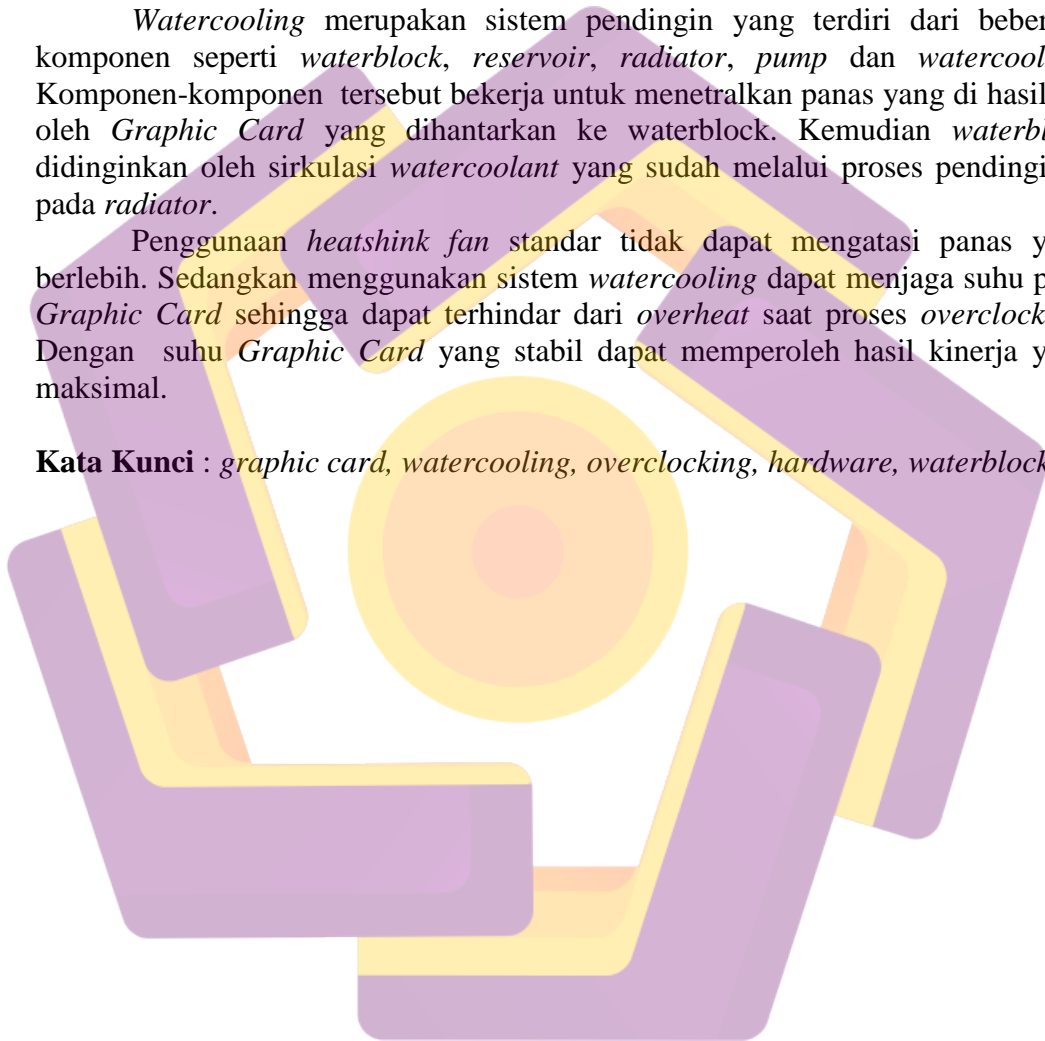 Watercooling merupakan sistem pendingin yang terdiri dari beber
komponen seperti waterblock, reservoir, radiator, pump dan watercool
Komponen-komponen tersebut bekerja untuk menetralkan panas yang di hasil
oleh Graphic Card yang dihantarkan ke waterblock. Kemudian waterbl
didinginkan oleh sirkulasi watercoolant yang sudah melalui proses pendingi
pada radiator.
Penggunaan heatshink fan standar tidak dapat mengatasi panas y
berlebih. Sedangkan menggunakan sistem watercooling dapat menjaga suhu p
Graphic Card sehingga dapat terhindar dari overheat saat proses overclock
Dengan suhu Graphic Card yang stabil dapat memperoleh hasil kinerja y
maksimal.
Kata Kunci : graphic card, watercooling, overclocking, hardware, waterblock